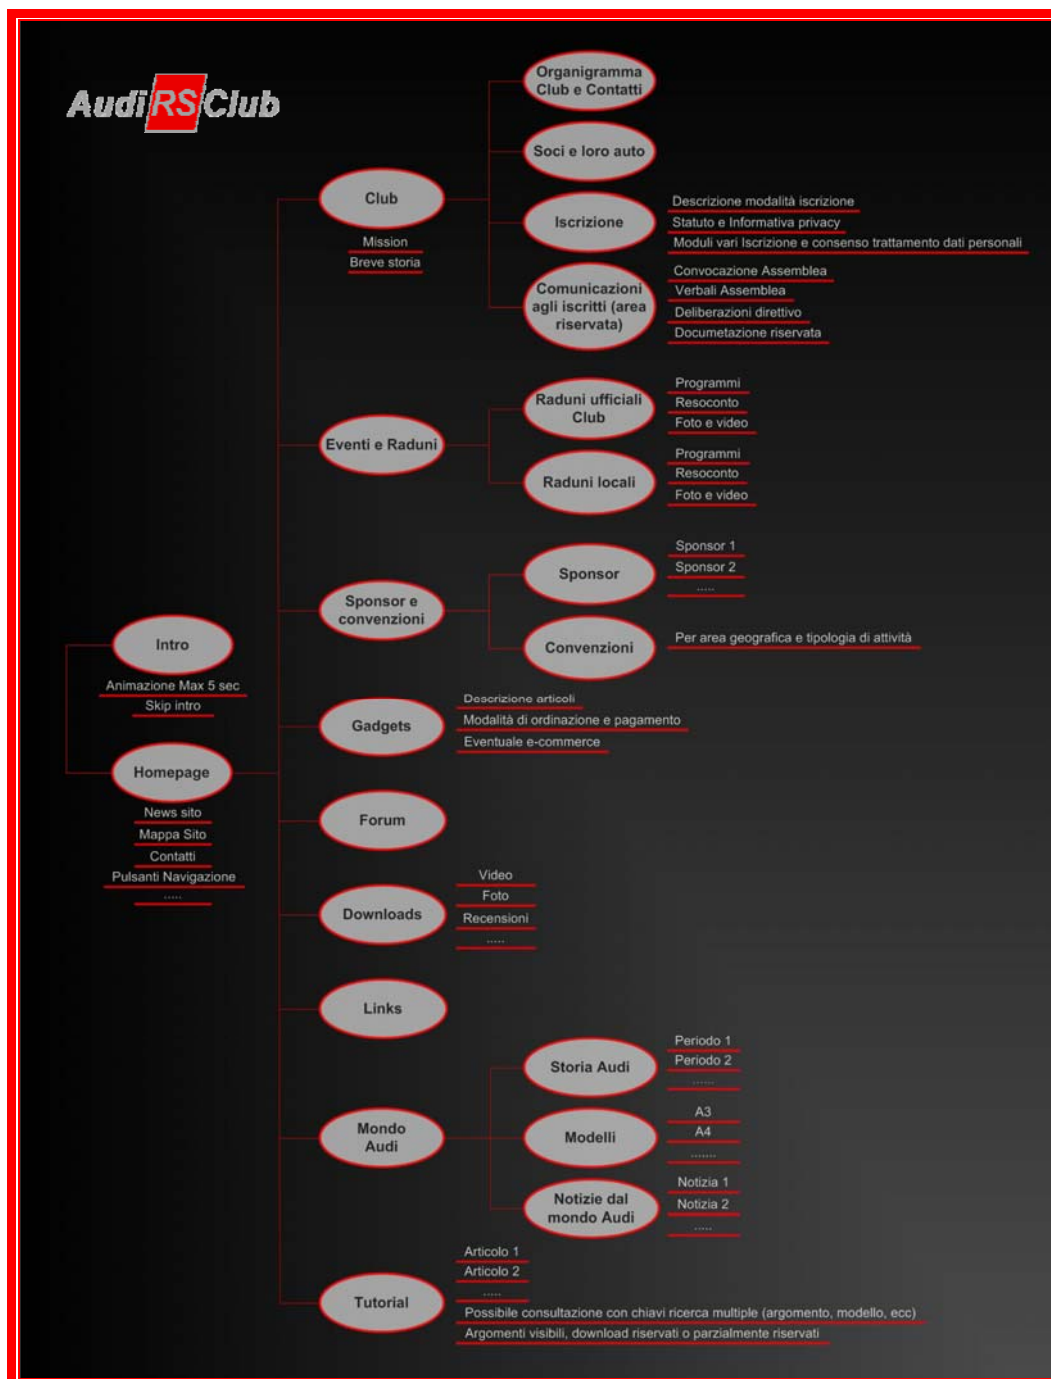 Audi RS Club
Organigramma
Club e Contatti
Soci e loro auto
Club
Mission
Breve storia
Iscrizione
Descrizione modalità iscrizione
Statuto e Informativa privacy
Moduli vari Iscrizione e consenso trattamento dati personali
Comunicazioni
agli iscritti (area
riservata)
Convocazione Assemblea
Verbali Assemblea
Deliberazioni direttivo
Documetazione riservata
Eventi e Raduni
Raduni ufficiali
Club
Programmi
Resoconto
Foto e video
Raduni locali
Programmi
Resoconto
Foto e video
Sponsor e
convenzioni
Sponsor
Sponsor 1
Sponsor 2
.....
Convenzioni
Per area geografica e tipologia di attività
Intro
Animazione Max 5 sec
Skip intro
Homepage
News sito
Mappa Sito
Contatti
Pulsanti Navigazione
.....
Gadgets
Descrizione articoli
Modalità di ordinazione e pagamento
Eventuale e-commerce
Forum
Downloads
Video
Foto
Recensioni
.....
Links
Mondo
Audi
Storia Audi
Periodo 1
Periodo 2
......
Modelli
A3
A4
.......
Notizie dal
mondo Audi
Notizia 1
Notizia 2
.....
Tutorial
Articolo 1
Articolo 2
.....
Possibile consultazione con chiavi ricerca multiple (argomento, modello, ecc)
Argomenti visibili, download riservati o parzialmente riservati